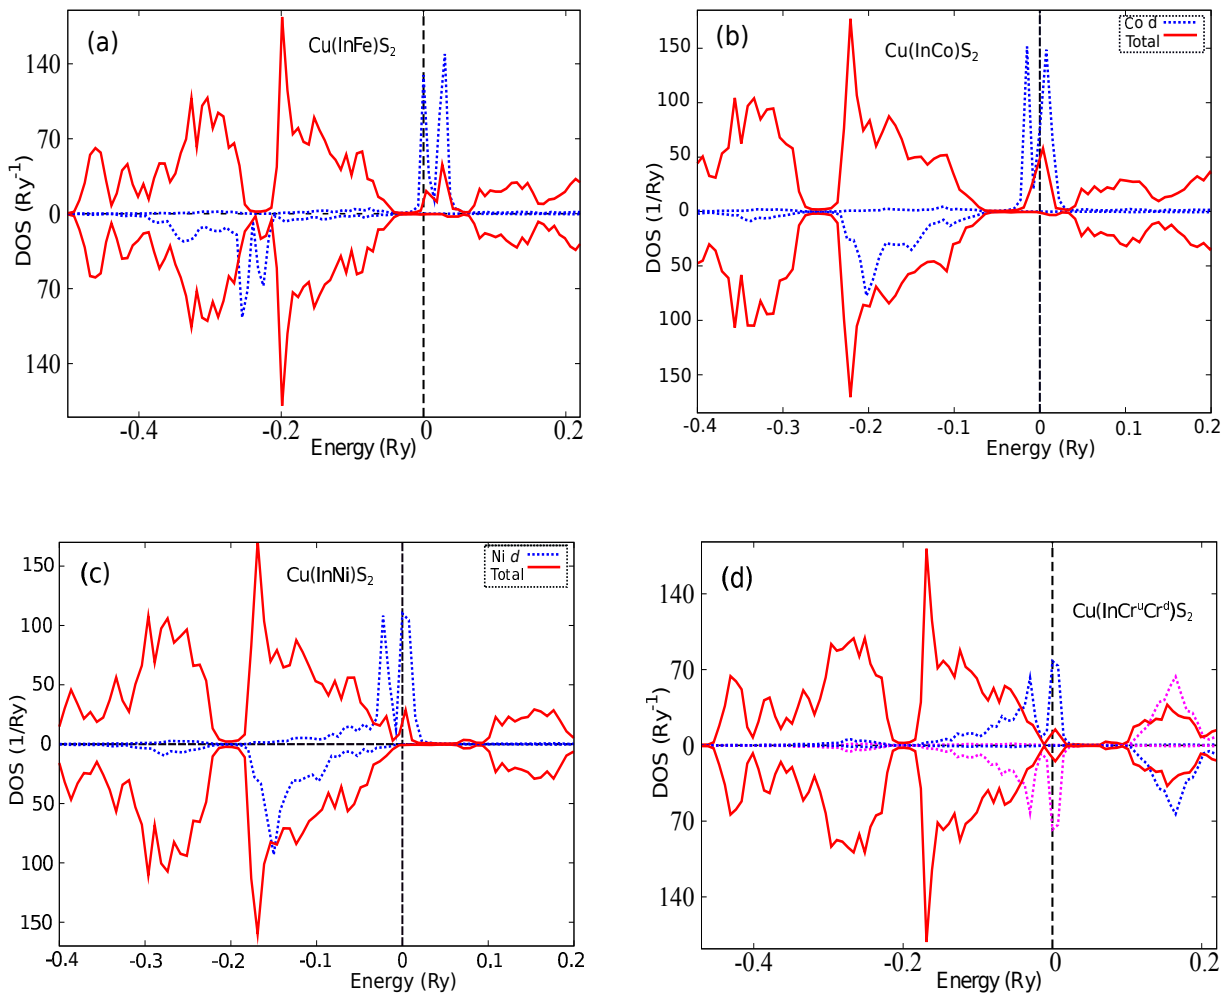 (a)
Cu(InFe)S2
140
70
0
70
140
DOS (Ry-1)
-0.4
-0.2
0
0.2
Energy (Ry)
(b)
Cu(InCo)S2
Co d
Total
150
100
50
0
50
100
150
DOS (1/Ry)
-0.4
-0.3
-0.2
-0.1
0
0.1
0.2
Energy (Ry)
(c)
Cu(InNi)S2
Ni d
Total
150
100
50
0
50
100
150
DOS (1/Ry)
-0.4
-0.3
-0.2
-0.1
0
0.1
0.2
Energy (Ry)
(d)
Cu(InCruCrd)S2
140
70
0
70
140
DOS (Ry-1)
-0.4
-0.2
0
0.2
Energy (Ry)